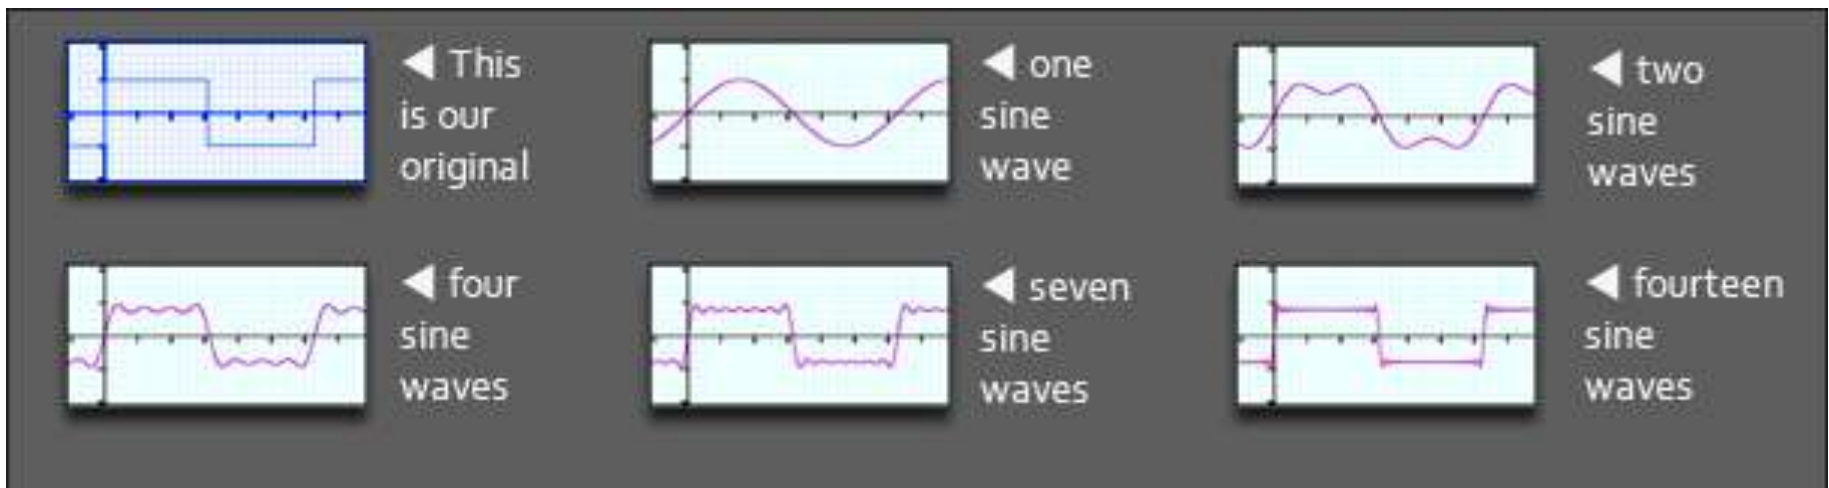 This
is our
original
one
sine
wave
two
sine
waves
four
sine
waves
seven
sine
waves
fourteen
sine
waves